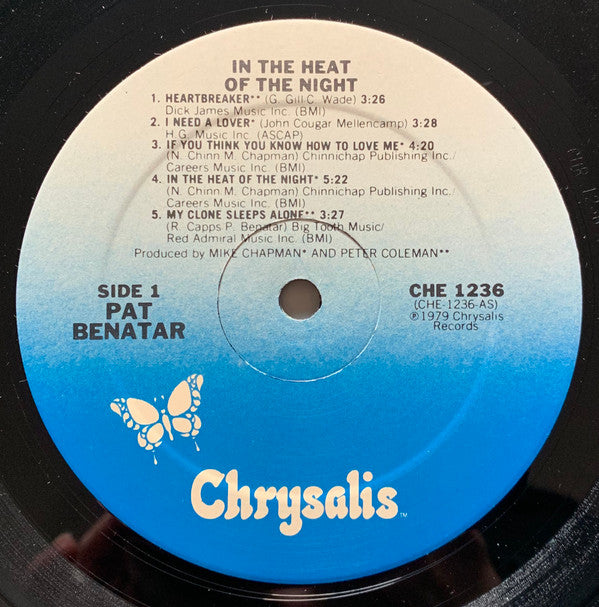 IN THE HEAT
OF THE NIGHT
1. HEARTBREAKER** (G. Gill C. Wade) 3:26
Dick James Music Inc. (BMI)
2. I NEED A LOVER* (John Cougar Mellencamp) 3:28
H.G. Music Inc. (ASCAP)
3. IF YOU THINK YOU KNOW HOW TO LOVE ME* 4:20
(N. Chinn M. Chapman) Chinnichap Publishing Inc./
Careers Music Inc. (BMI)
4. IN THE HEAT OF THE NIGHT* 5:22
(N. Chinn M. Chapman) Chinnichap Publishing Inc./
Careers Music Inc. (BMI)
5. MY CLONE SLEEPS ALONE** 3:27
(R. Capps P. Benatar) Big Tooth Music/
Red Admiral Music Inc. (BMI)
Produced by MIKE CHAPMAN* AND PETER COLEMAN**
SIDE 1
PAT
BENATAR
CHE 1236
(CHE-1236-AS)
℗1979 Chrysalis
Records
Chrysalis™